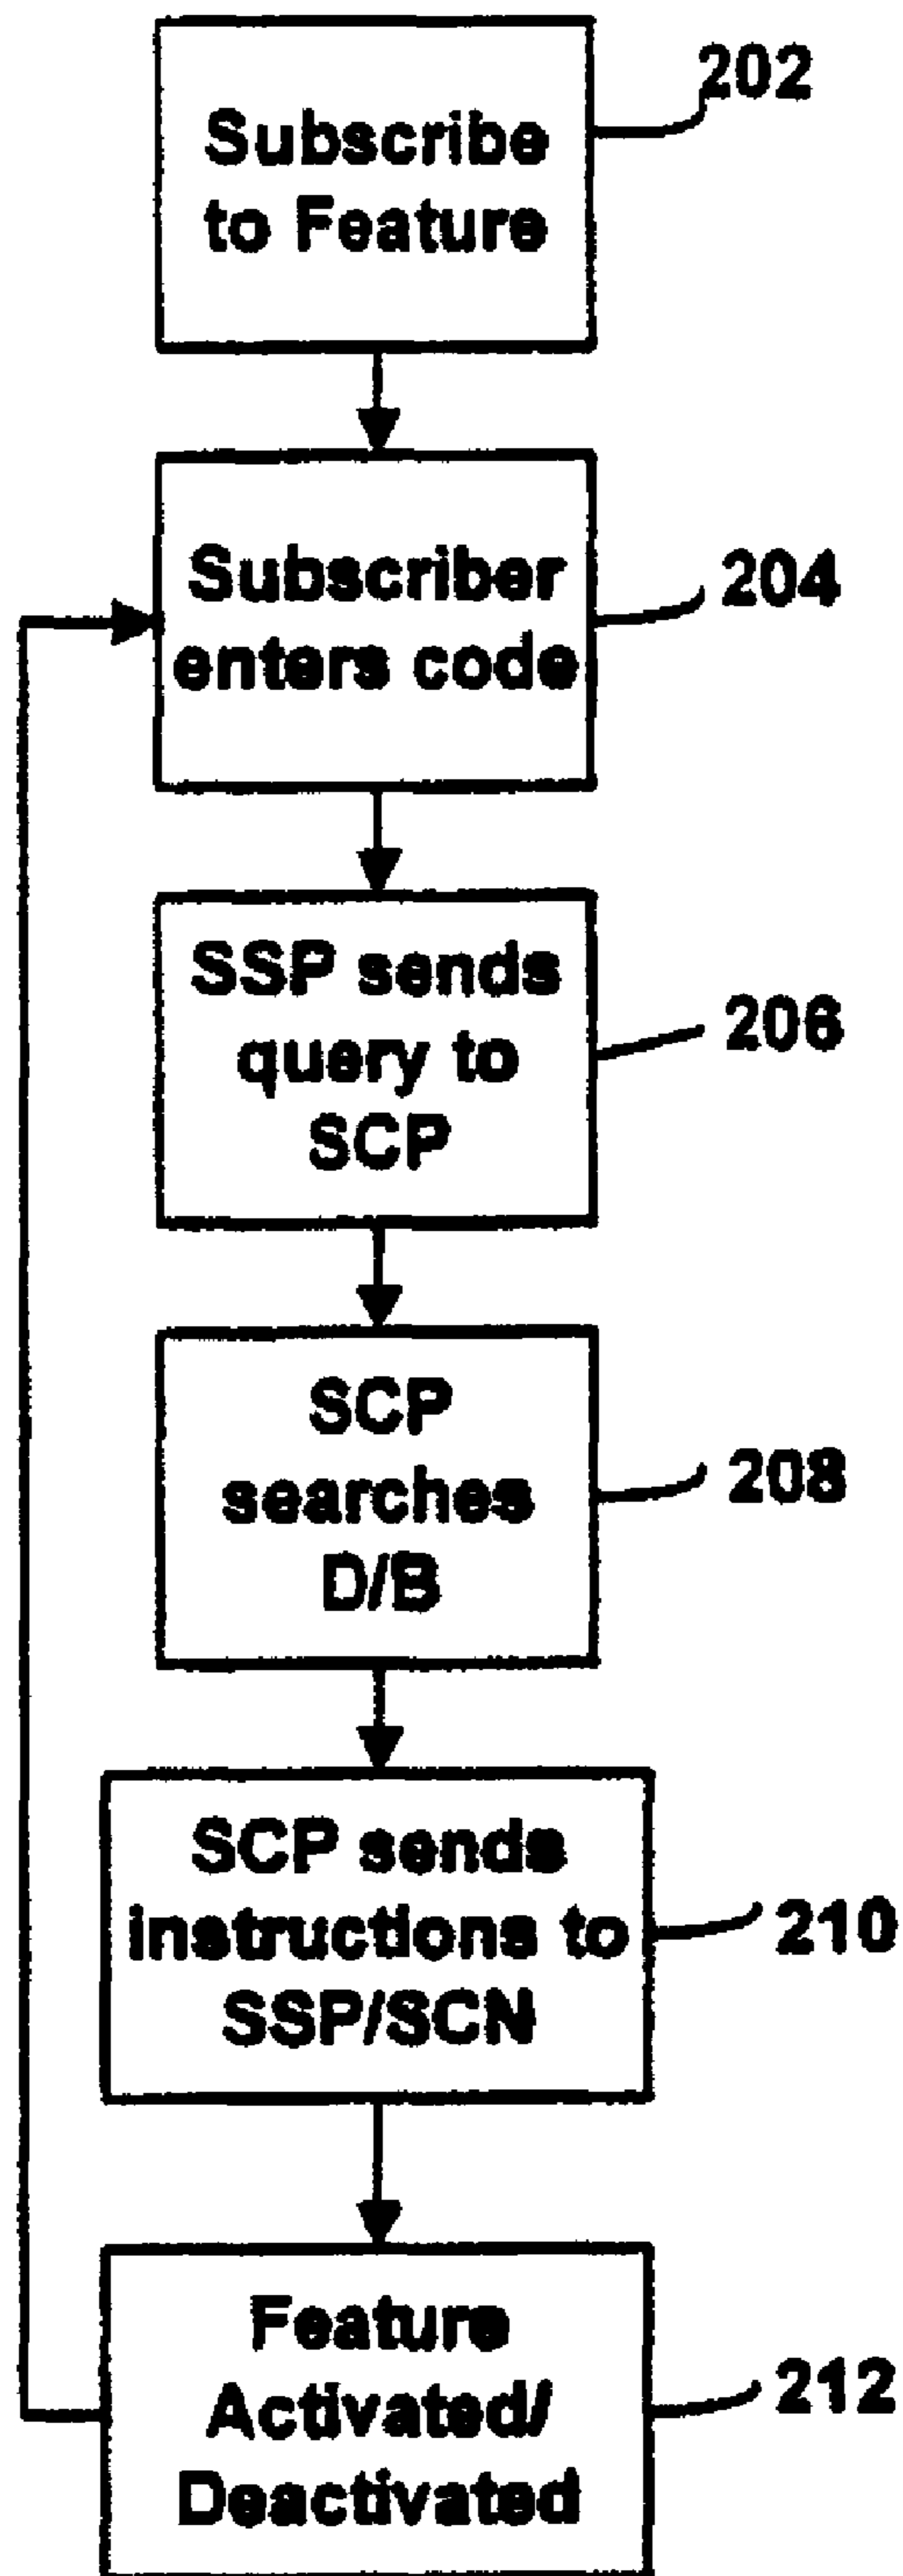 202
Subscribe
to Feature
Subscriber
enters code
204
SSP sends
query to
SCP
206
SCP
searches
D/B
208
SCP sends
instructions to
SSP/SCN
210
Feature
Activated/
Deactivated
212